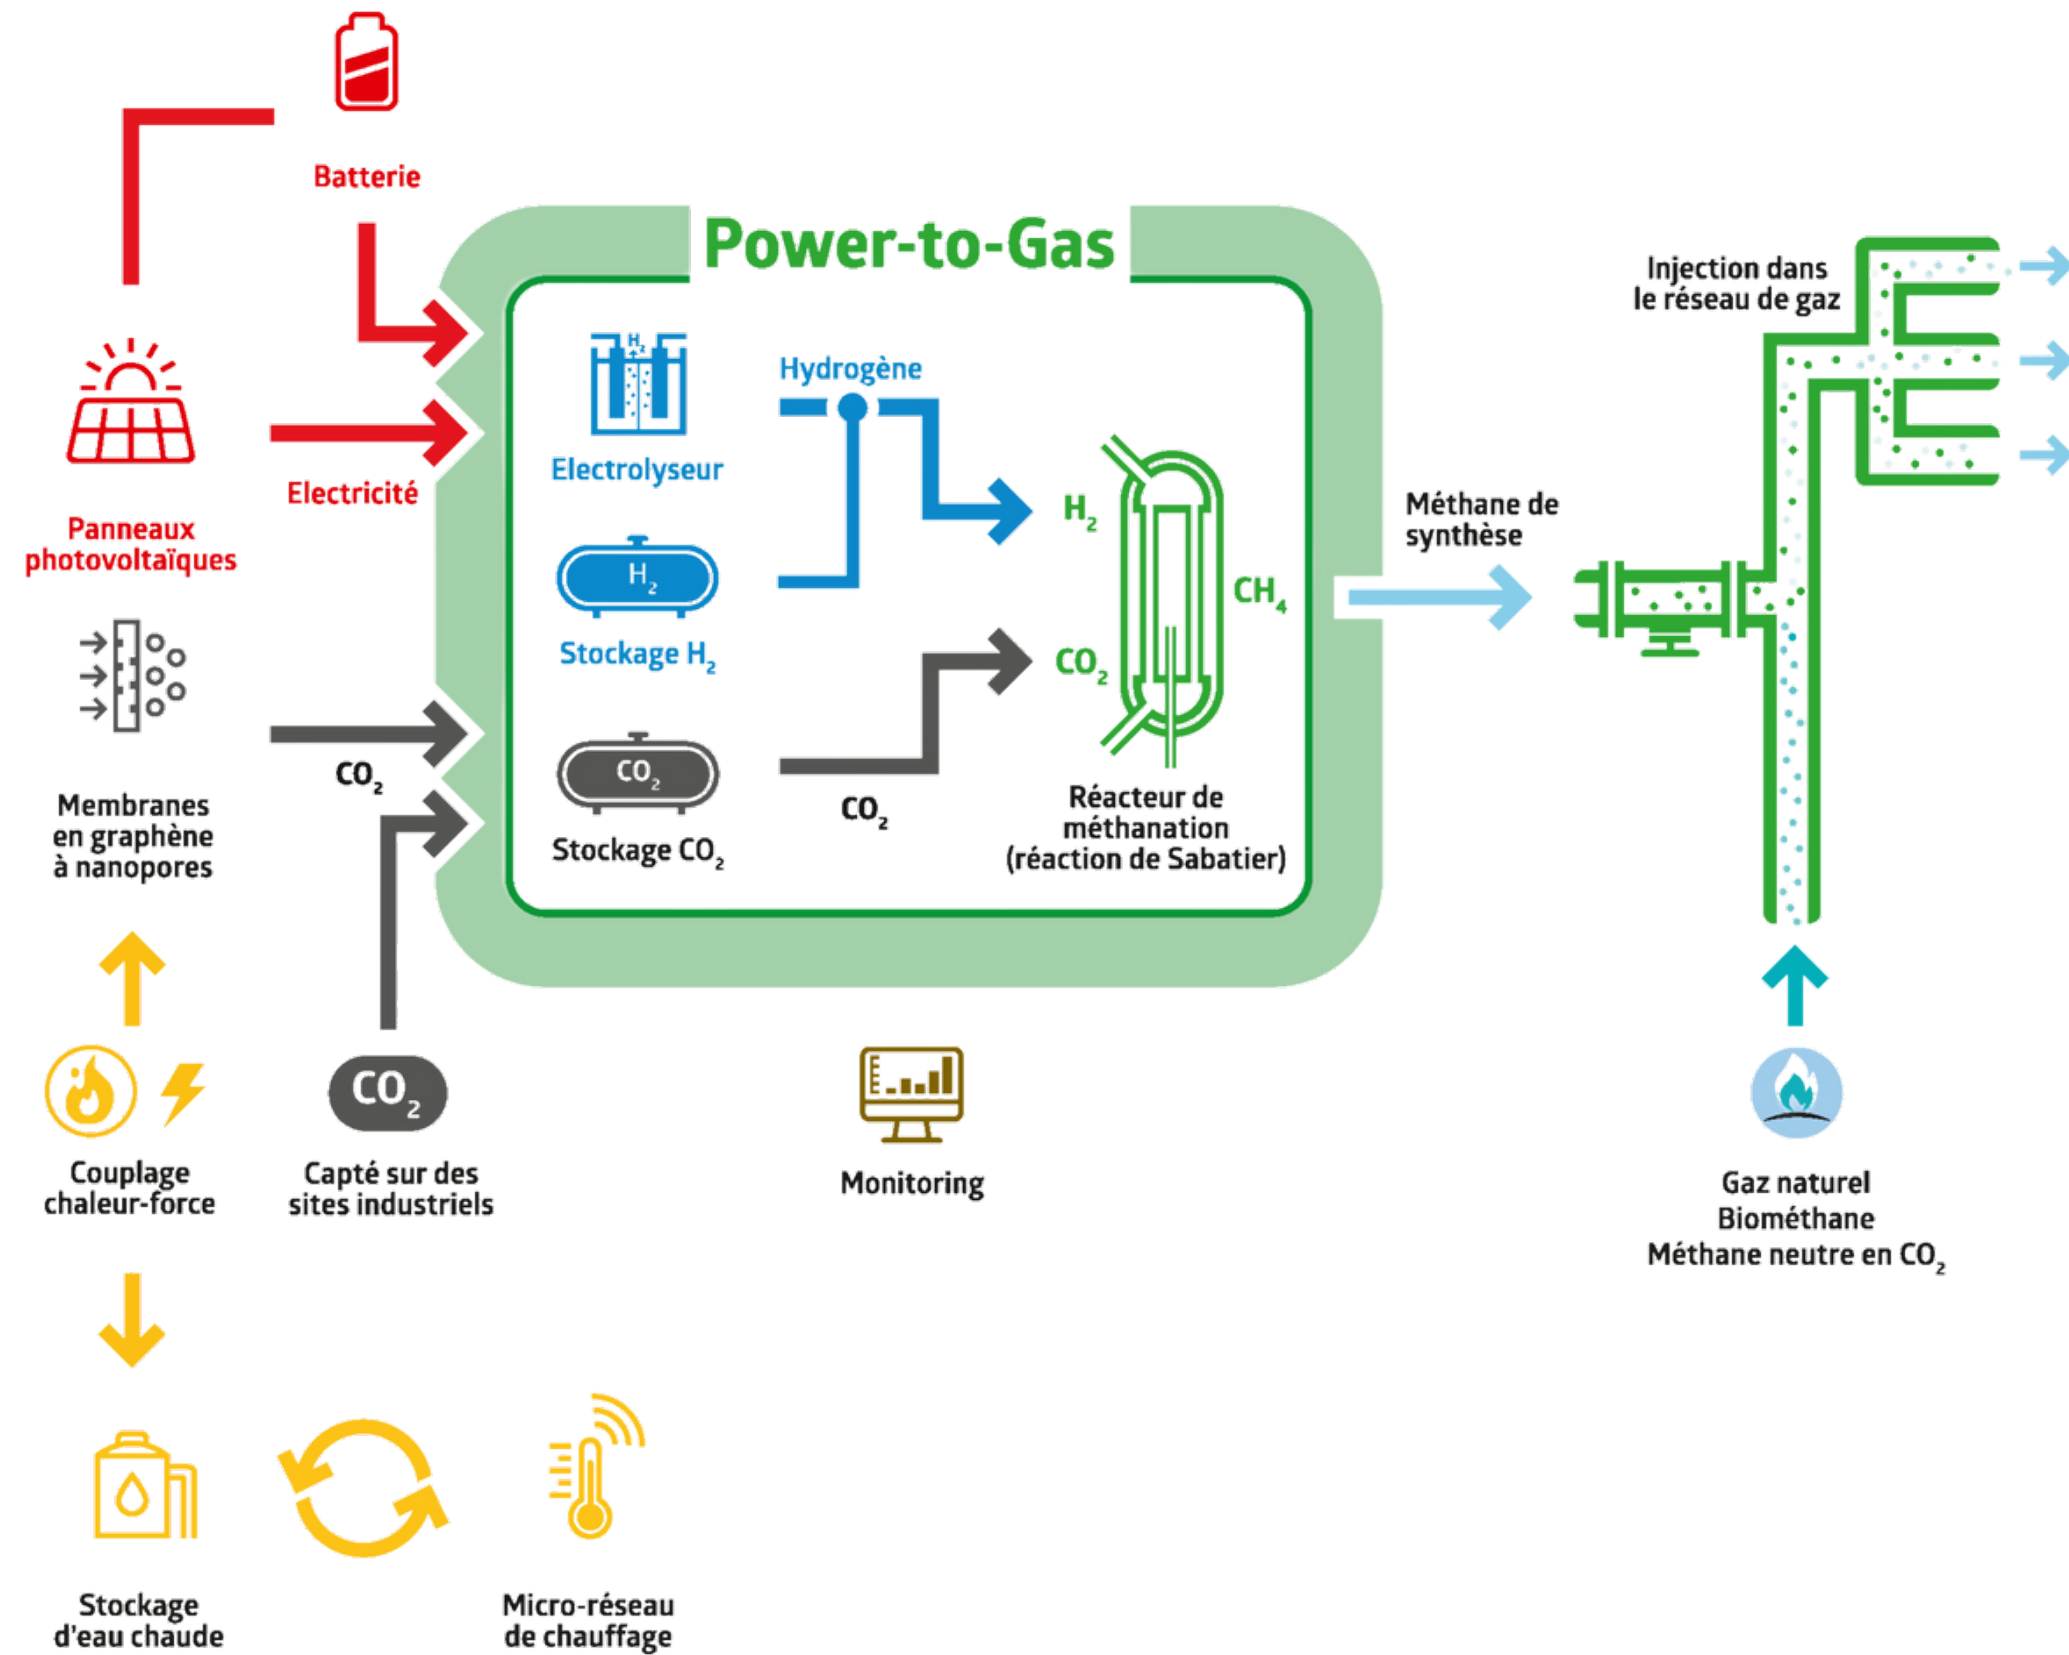 Batterie
Power-to-Gas
Injection dans
le réseau de gaz
H₂
Hydrogène
Electrolyseur
Electricité
Panneaux
photovoltaïques
H₂
Méthane de
synthèse
H₂
CH₄
Stockage H₂
CO₂
CO₂
CO₂
CO₂
Membranes
en graphène
à nanopores
Stockage CO₂
Réacteur de
méthanation
(réaction de Sabatier)
CO₂
Couplage
chaleur-force
Capté sur des
sites industriels
Monitoring
Gaz naturel
Biométhane
Méthane neutre en CO₂
Stockage
d'eau chaude
Micro-réseau
de chauffage